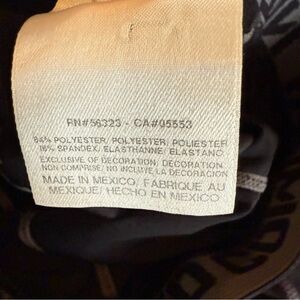 RN#56323 - CA#05553
84% POLYESTER/ POLYESTER/ POLIESTER
16% SPANDEX/ ELASTHANNE/ ELASTANO
EXCLUSIVE OF DECORATION/ DECORATION
NON COMPRISE/ NO INCLUYE LA DECORACIÓN
MADE IN MEXICO/ FABRIQUE AU
MEXIQUE/ HECHO EN MEXICO